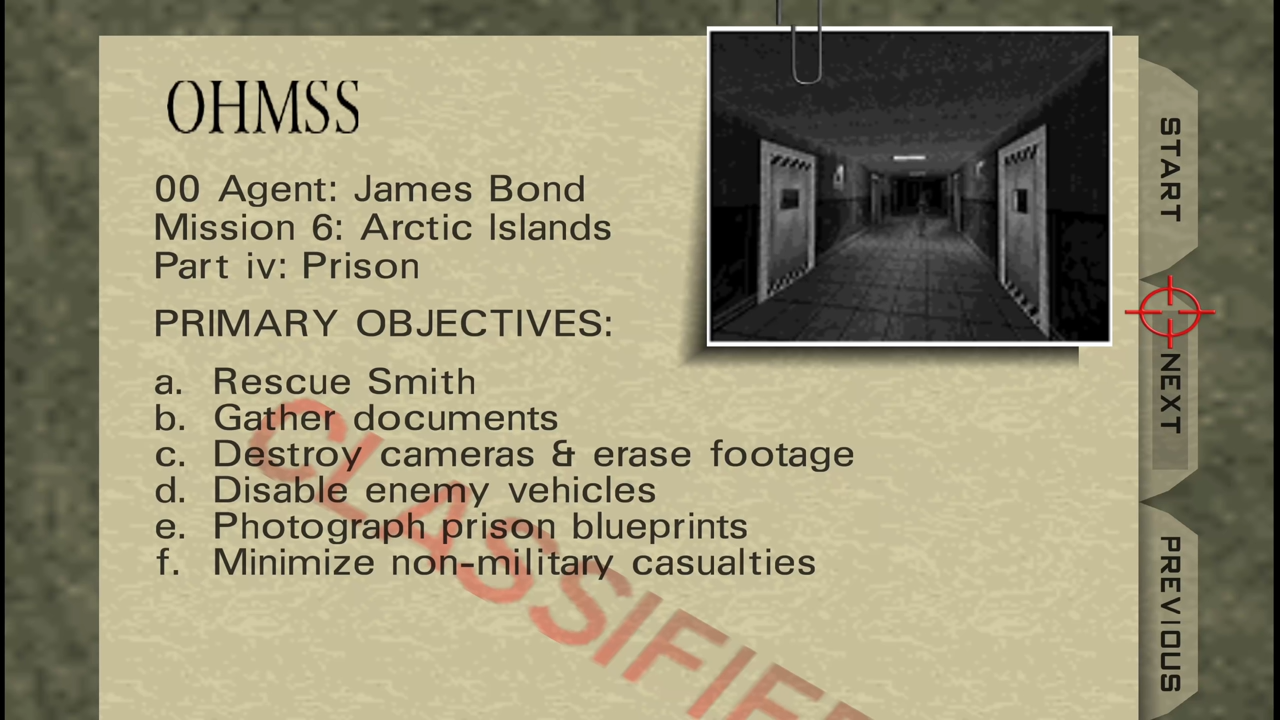 OHMSS
00 Agent: James Bond
Mission 6: Arctic Islands
Part iv: Prison
PRIMARY OBJECTIVES:
a. Rescue Smith
b. Gather documents
c. Destroy cameras & erase footage
d. Disable enemy vehicles
e. Photograph prison blueprints
f. Minimize non-military casualties
CLASSIFIE
START
NEXT
PREVIOUS